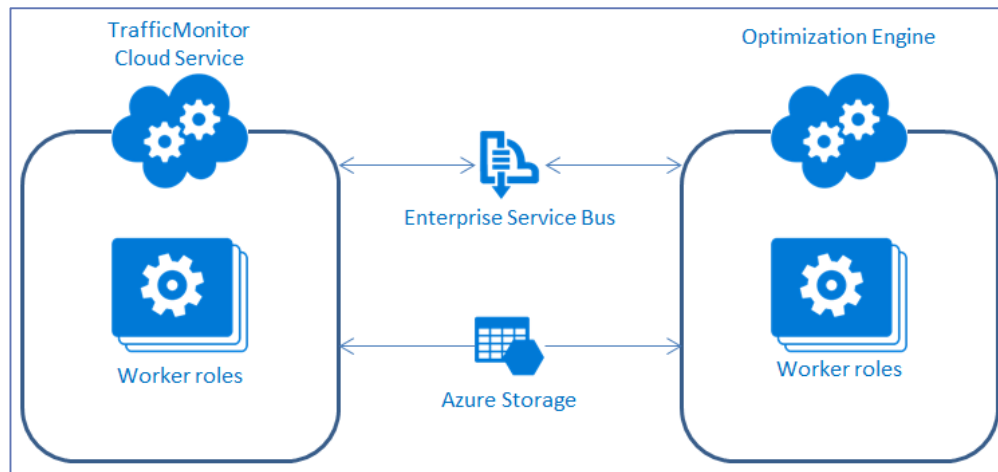 TrafficMonitor
Cloud Service
Optimization Engine
Enterprise Service Bus
Worker roles
Worker roles
Azure Storage